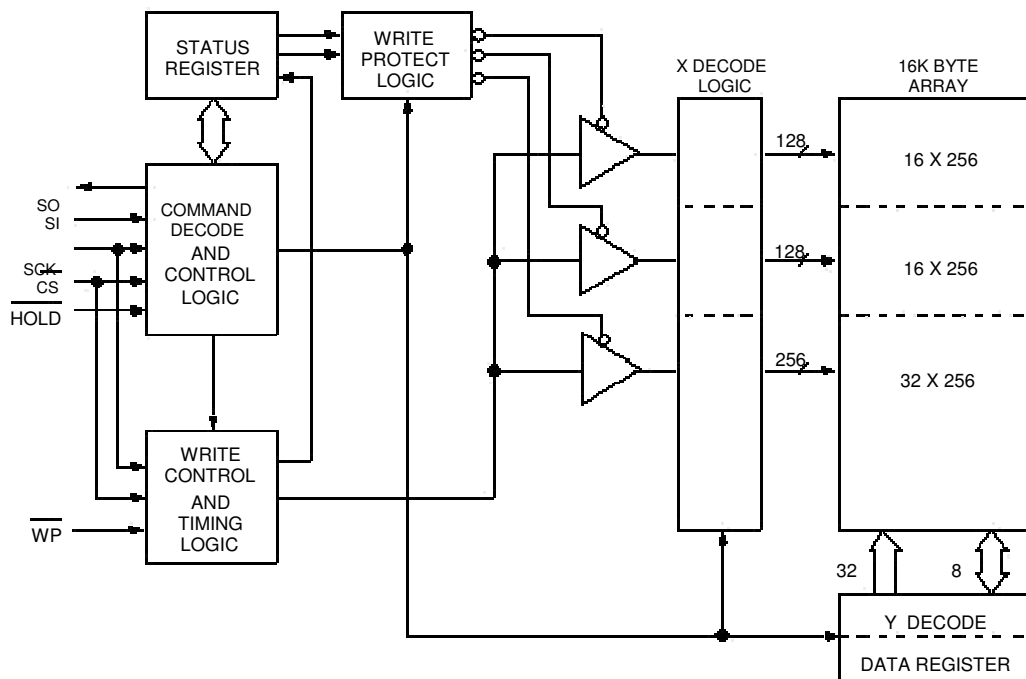 STATUS
REGISTER
WRITE
PROTECT
LOGIC
X DECODE
LOGIC
16K BYTE
ARRAY
SO
SI
SCK
CS
HOLD
COMMAND
DECODE
AND
CONTROL
LOGIC
128
16 X 256
128
16 X 256
256
32 X 256
WP
WRITE
CONTROL
AND
TIMING
LOGIC
32
8
Y DECODE
DATA REGISTER